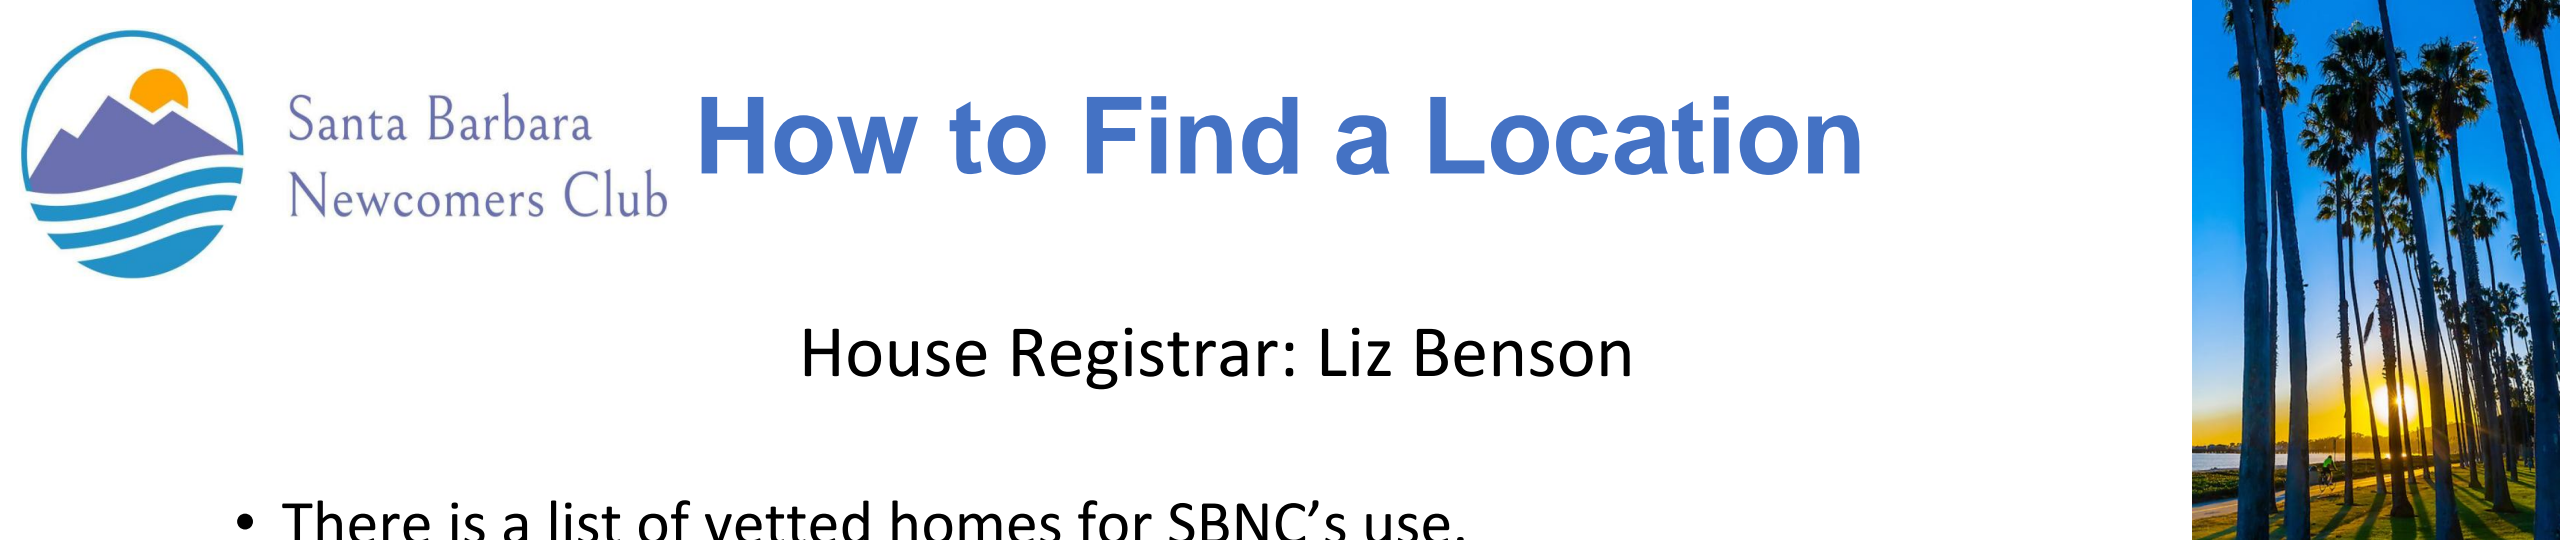 Santa Barbara
Newcomers Club
How to Find a Location
House Registrar: Liz Benson
• There is a list of vetted homes for SBNC’s use.